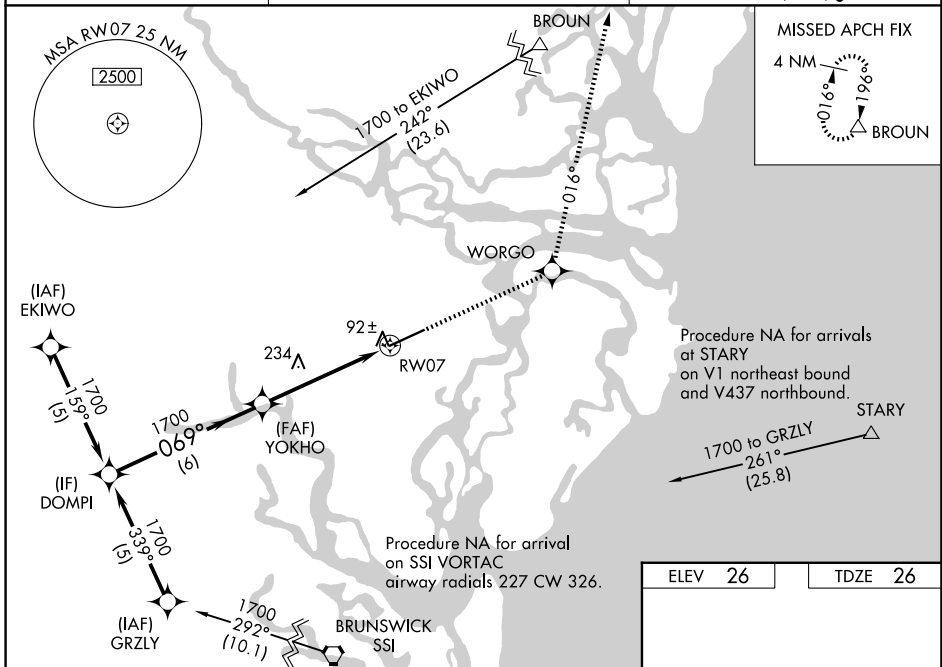 MSA RW07 25 NM
2500
BROUN
1700 to EKIWO
242°
(23.6)
016°
MISSED APCH FIX
4 NM
016°
196°
BROUN
WORGO
(IAF)
EKIWO
1700
159°
(5)
234
92±
RW07
Procedure NA for arrivals
at STARY
on V1 northeast bound
and V437 northbound.
STARY
1700 to GRZLY
261°
(25.8)
1700
069°
(6)
(FAF)
YOKHO
(IF)
DOMPI
1700
339°
(5)
Procedure NA for arrival
on SSI VORTAC
airway radials 227 CW 326.
(IAF)
GRZLY
1700
292°
(10.1)
BRUNSWICK
SSI
ELEV 26
TDZE 26